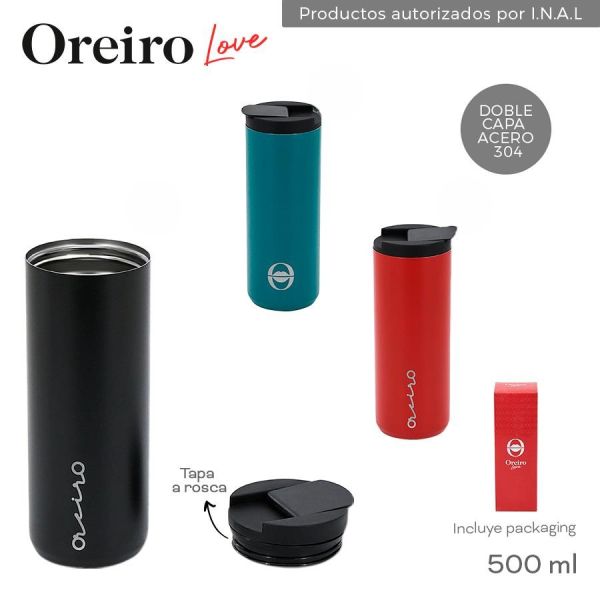 Productos autorizados por I.N.A.L
Oreiro Love
DOBLE
CAPA
ACERO
304
oreiro
oreiro
Tapa
a rosca
Oreiro
Love
Incluye packaging
500 ml